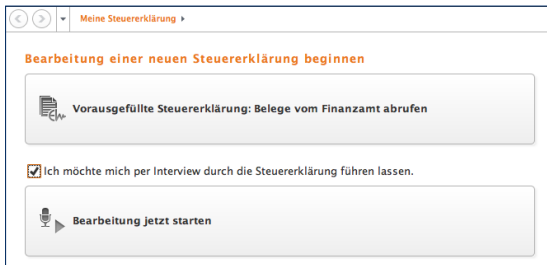 Meine Steuererklärung
Bearbeitung einer neuen Steuererklärung beginnen
Vorausgefüllte Steuererklärung: Belege vom Finanzamt abrufen
Ich möchte mich per Interview durch die Steuererklärung führen lassen.
Bearbeitung jetzt starten